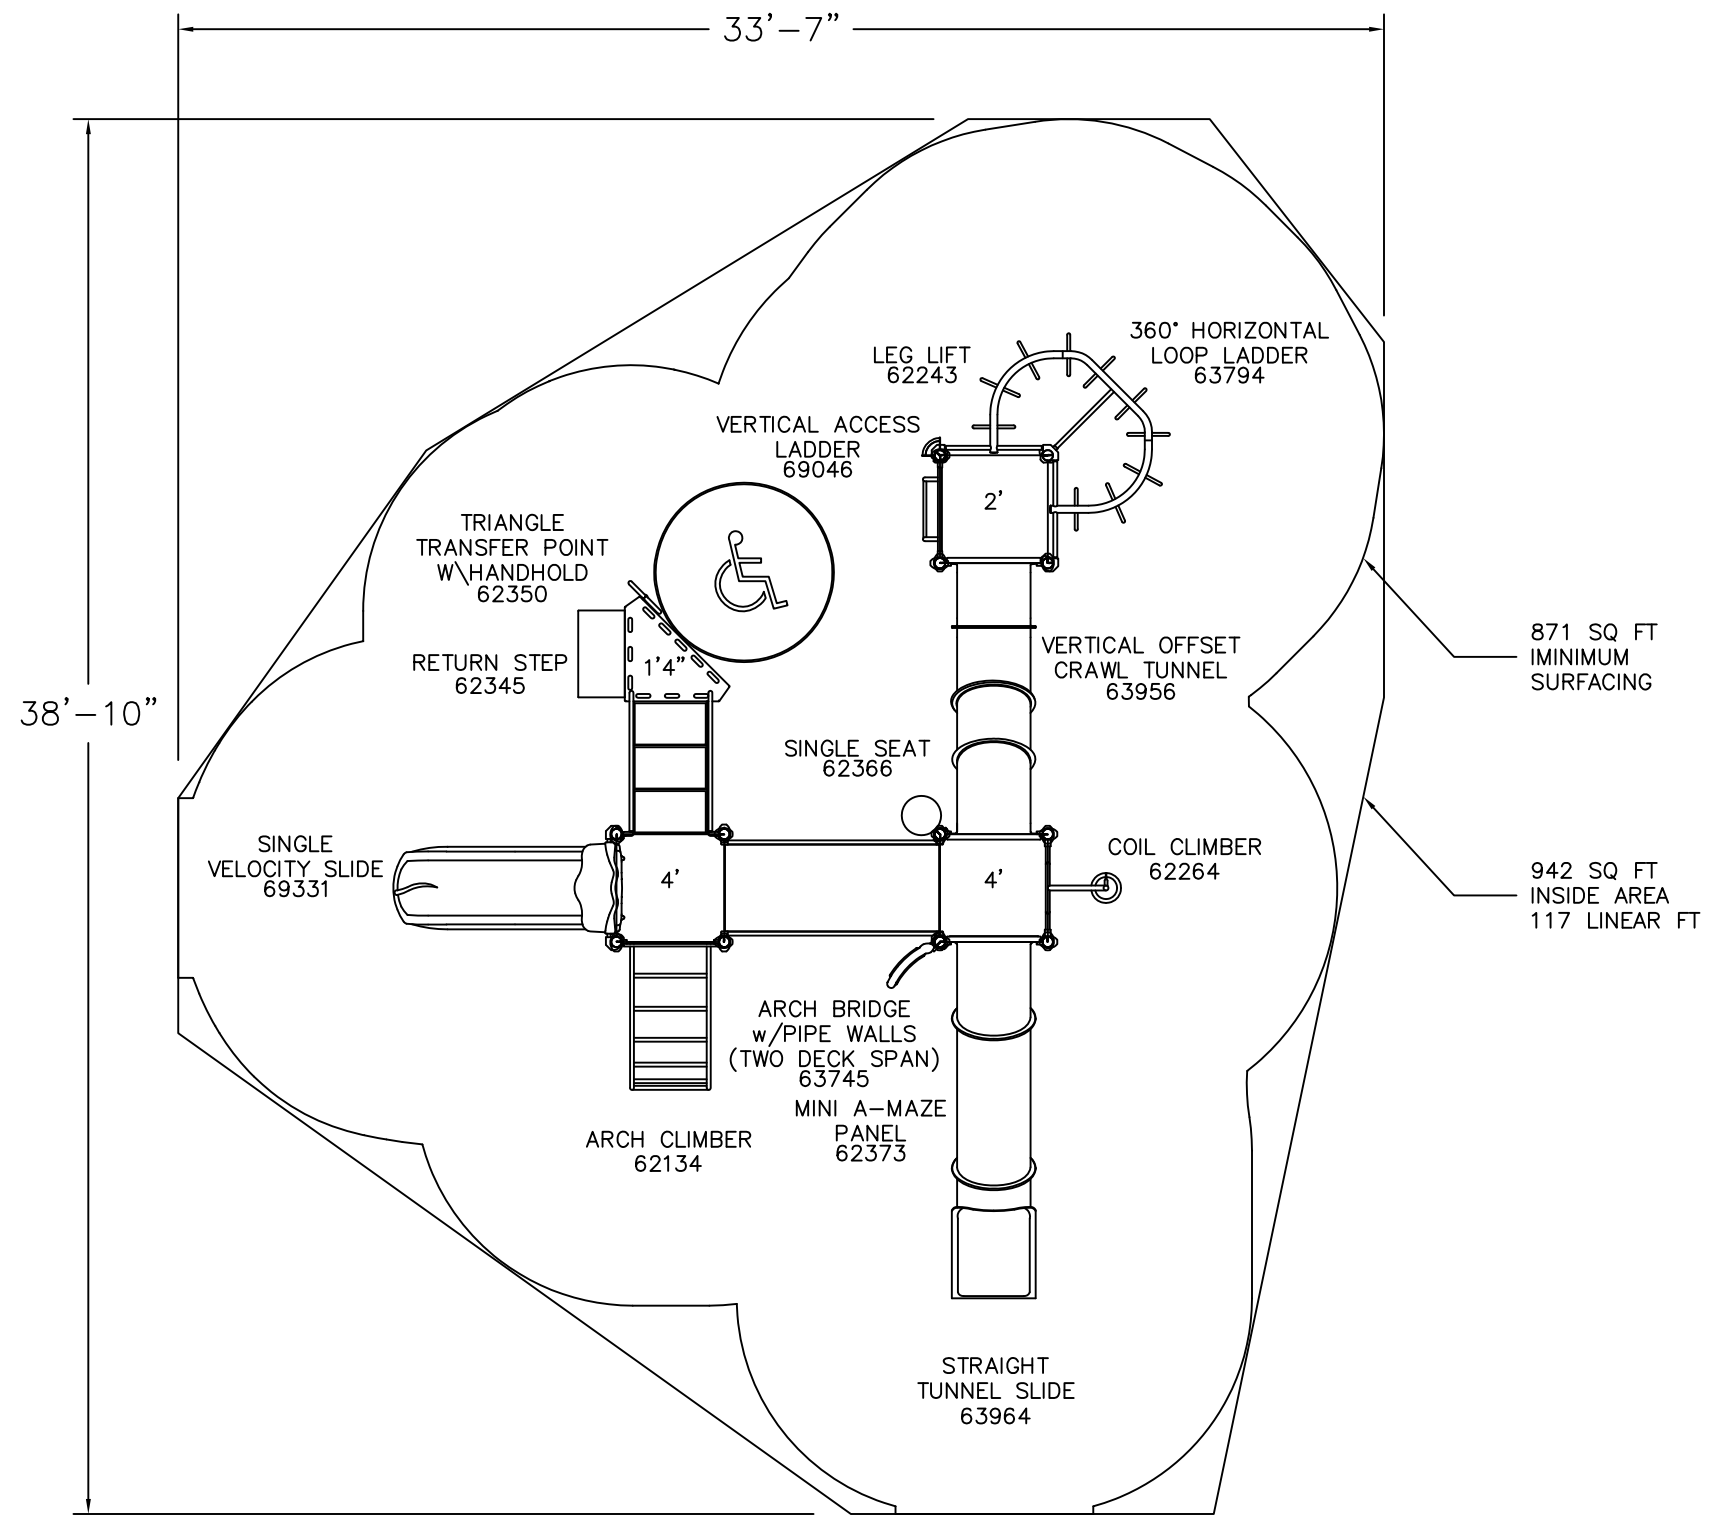 33'-7"
360° HORIZONTAL
LOOP LADDER
63794
LEG LIFT
62243
VERTICAL ACCESS
LADDER
69046
2'
TRIANGLE
TRANSFER POINT
W\HANDHOLD
62350
RETURN STEP
62345
1'4"
VERTICAL OFFSET
CRAWL TUNNEL
63956
871 SQ FT
IMINIMUM
SURFACING
38'-10"
SINGLE SEAT
62366
SINGLE
VELOCITY SLIDE
69331
4'
4'
COIL CLIMBER
62264
942 SQ FT
INSIDE AREA
117 LINEAR FT
ARCH BRIDGE
w/PIPE WALLS
(TWO DECK SPAN)
63745
MINI A-MAZE
PANEL
62373
ARCH CLIMBER
62134
STRAIGHT
TUNNEL SLIDE
63964